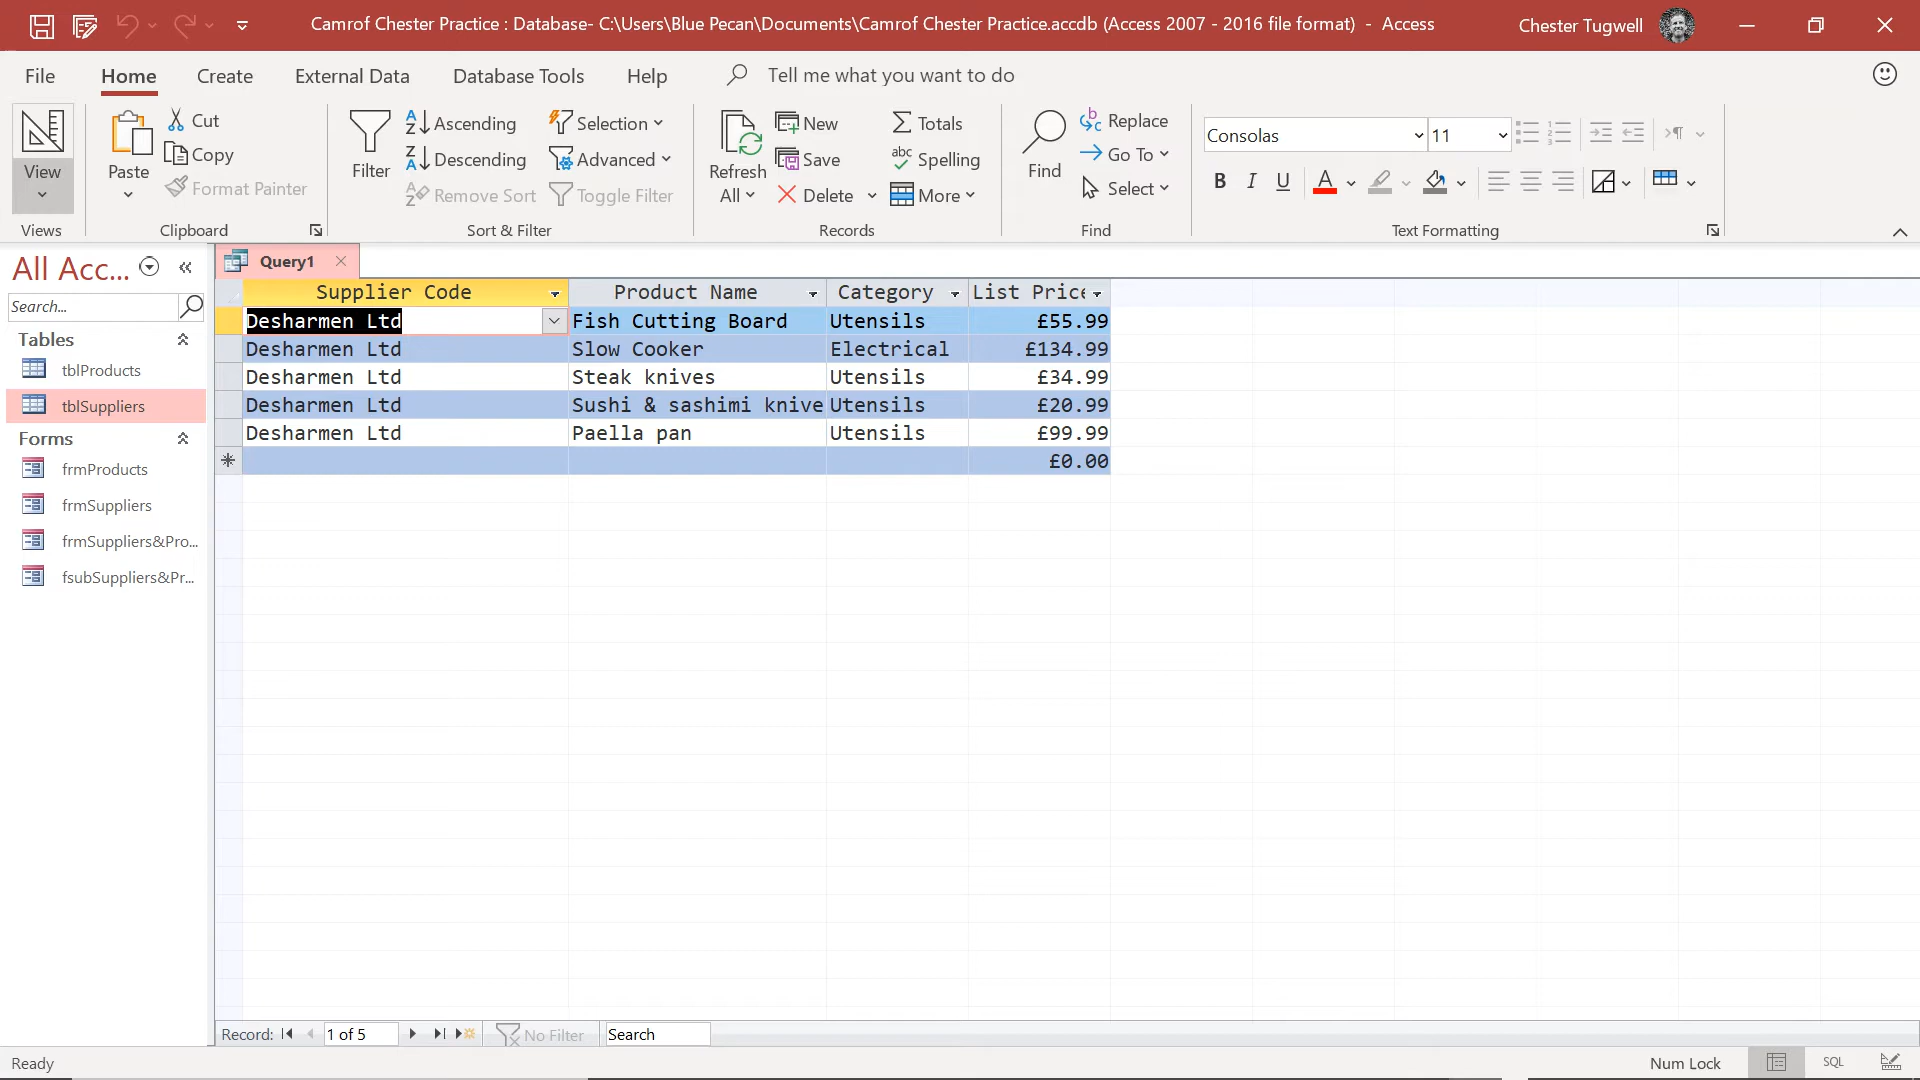 Camrof Chester Practice : Database- C:\Users\Blue Pecan\Documents\Camrof Chester Practice.accdb (Access 2007 - 2016 file format) - Access
Chester Tugwell
File Home Create External Data Database Tools Help Tell me what you want to do
View
Views
Paste
Cut
Copy
Format Painter
Clipboard
Filter
Ascending
Descending
Remove Sort
Selection
Advanced
Toggle Filter
Sort & Filter
Refresh
All
New
Save
Delete
Totals
Spelling
More
Records
Find
Replace
Go To
Select
Find
Consolas 11
B I U A
Text Formatting
All Acc...
Search...
Tables
tblProducts
tblSuppliers
Forms
frmProducts
frmSuppliers
frmSuppliers&Pro...
fsubSuppliers&Pr...
Query1
Supplier Code Product Name Category List Price
Desharmen Ltd Fish Cutting Board Utensils £55.99
Desharmen Ltd Slow Cooker Electrical £134.99
Desharmen Ltd Steak knives Utensils £34.99
Desharmen Ltd Sushi & sashimi knive Utensils £20.99
Desharmen Ltd Paella pan Utensils £99.99
£0.00
Record: 1 of 5 No Filter Search
Ready
Num Lock
SQL